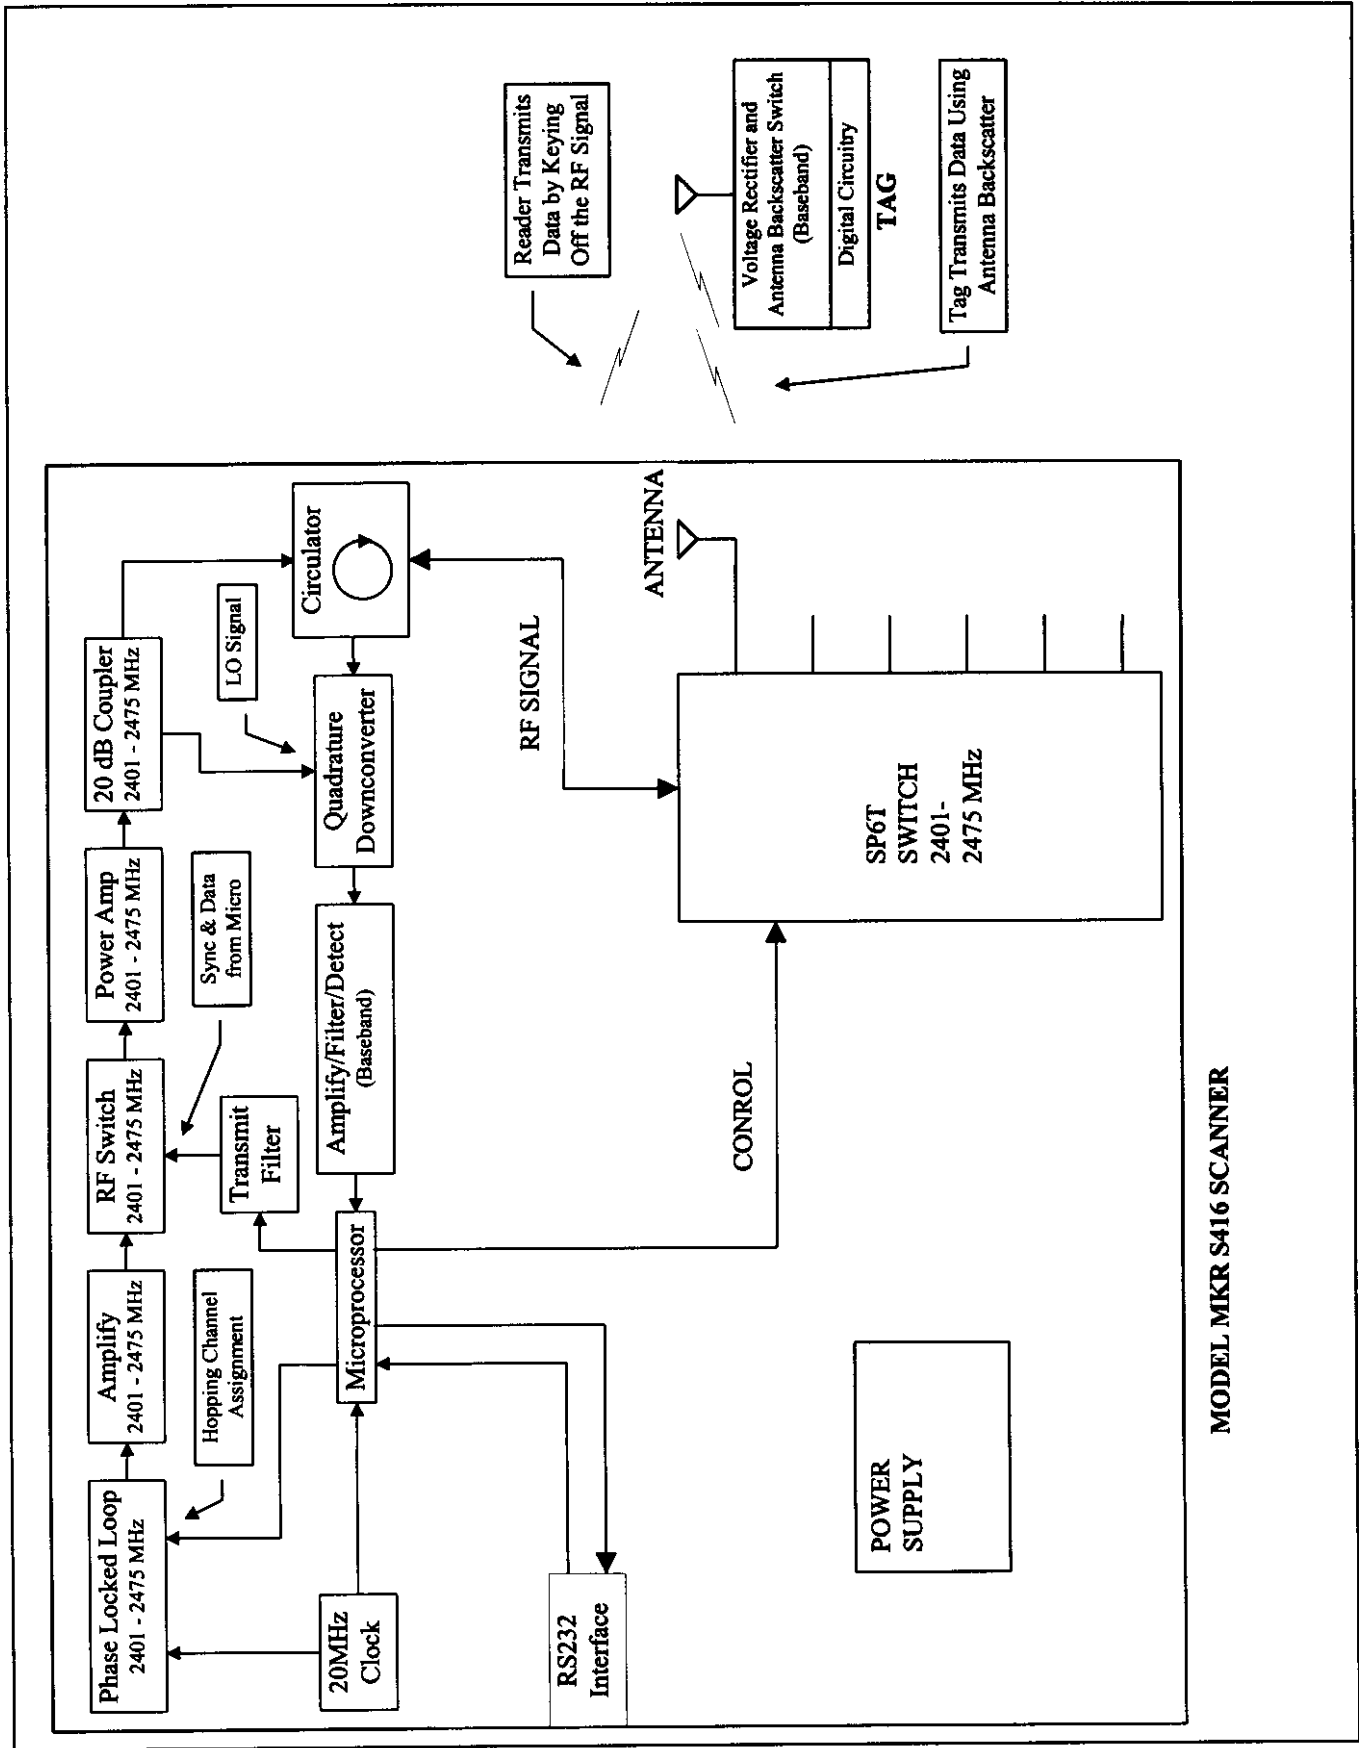 Phase Locked Loop
2401 - 2475 MHz
Amplify
2401 - 2475 MHz
RF Switch
2401 - 2475 MHz
Power Amp
2401 - 2475 MHz
20 dB Coupler
2401 - 2475 MHz
Hopping Channel
Assignment
Sync & Data
from Micro
LO Signal
Transmit
Filter
Circulator
20MHz
Clock
Microprocessor
Amplify/Filter/Detect
(Baseband)
Quadrature
Downconverter
RF SIGNAL
RS232
Interface
CONROL
ANTENNA
SP6T
SWITCH
2401-
2475 MHz
POWER
SUPPLY
Reader Transmits
Data by Keying
Off the RF Signal
Voltage Rectifier and
Antenna Backscatter Switch
(Baseband)
Digital Circuitry
TAG
Tag Transmits Data Using
Antenna Backscatter
MODEL MKR S416 SCANNER